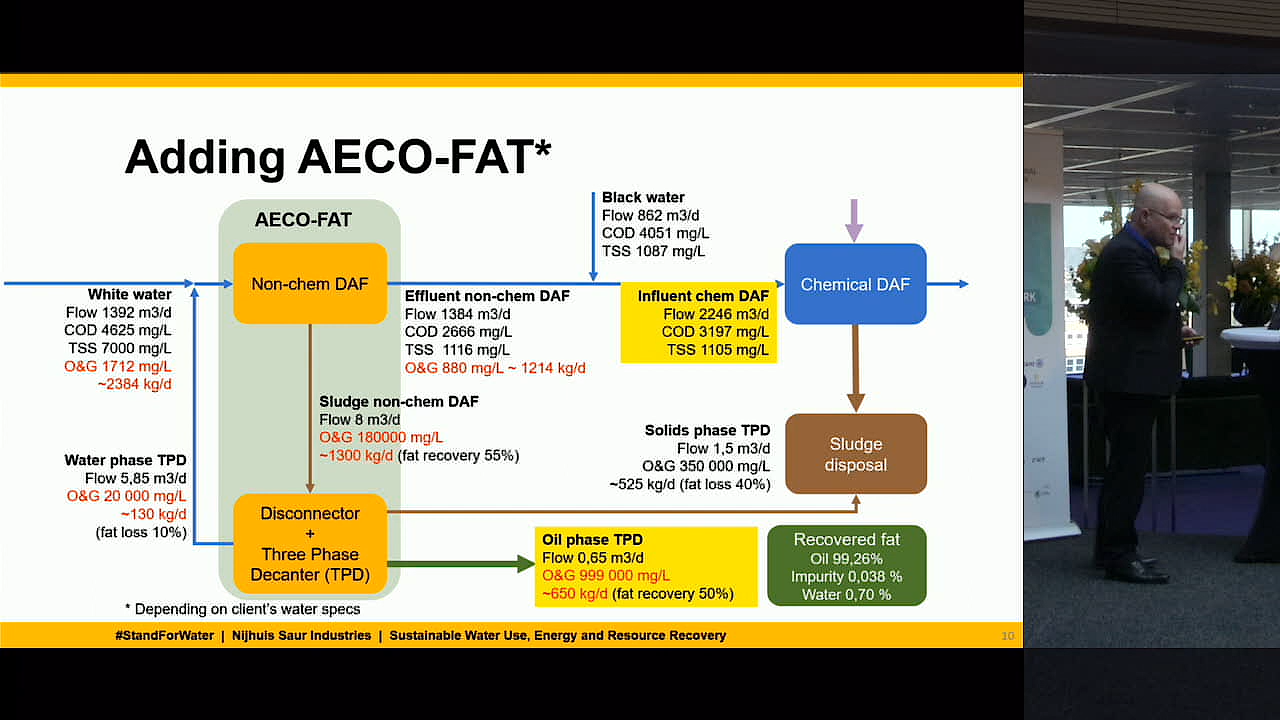 Adding AECO-FAT*
AECO-FAT
Non-chem DAF
Black water
Flow 862 m3/d
COD 4051 mg/L
TSS 1087 mg/L
Chemical DAF
White water
Flow 1392 m3/d
COD 4625 mg/L
TSS 7000 mg/L
O&G 1712 mg/L
~2384 kg/d
Effluent non-chem DAF
Flow 1384 m3/d
COD 2666 mg/L
TSS 1116 mg/L
O&G 880 mg/L ~ 1214 kg/d
Influent chem DAF
Flow 2246 m3/d
COD 3197 mg/L
TSS 1105 mg/L
Sludge non-chem DAF
Flow 8 m3/d
O&G 180000 mg/L
~1300 kg/d (fat recovery 55%)
Water phase TPD
Flow 5,85 m3/d
O&G 20 000 mg/L
~130 kg/d
(fat loss 10%)
Solids phase TPD
Flow 1,5 m3/d
O&G 350 000 mg/L
~525 kg/d (fat loss 40%)
Sludge
disposal
Disconnector
+
Three Phase
Decanter (TPD)
Oil phase TPD
Flow 0,65 m3/d
O&G 999 000 mg/L
~650 kg/d (fat recovery 50%)
Recovered fat
Oil 99,26%
Impurity 0,038 %
Water 0,70 %
* Depending on client's water specs
#StandForWater | Nijhuis Saur Industries | Sustainable Water Use, Energy and Resource Recovery
10